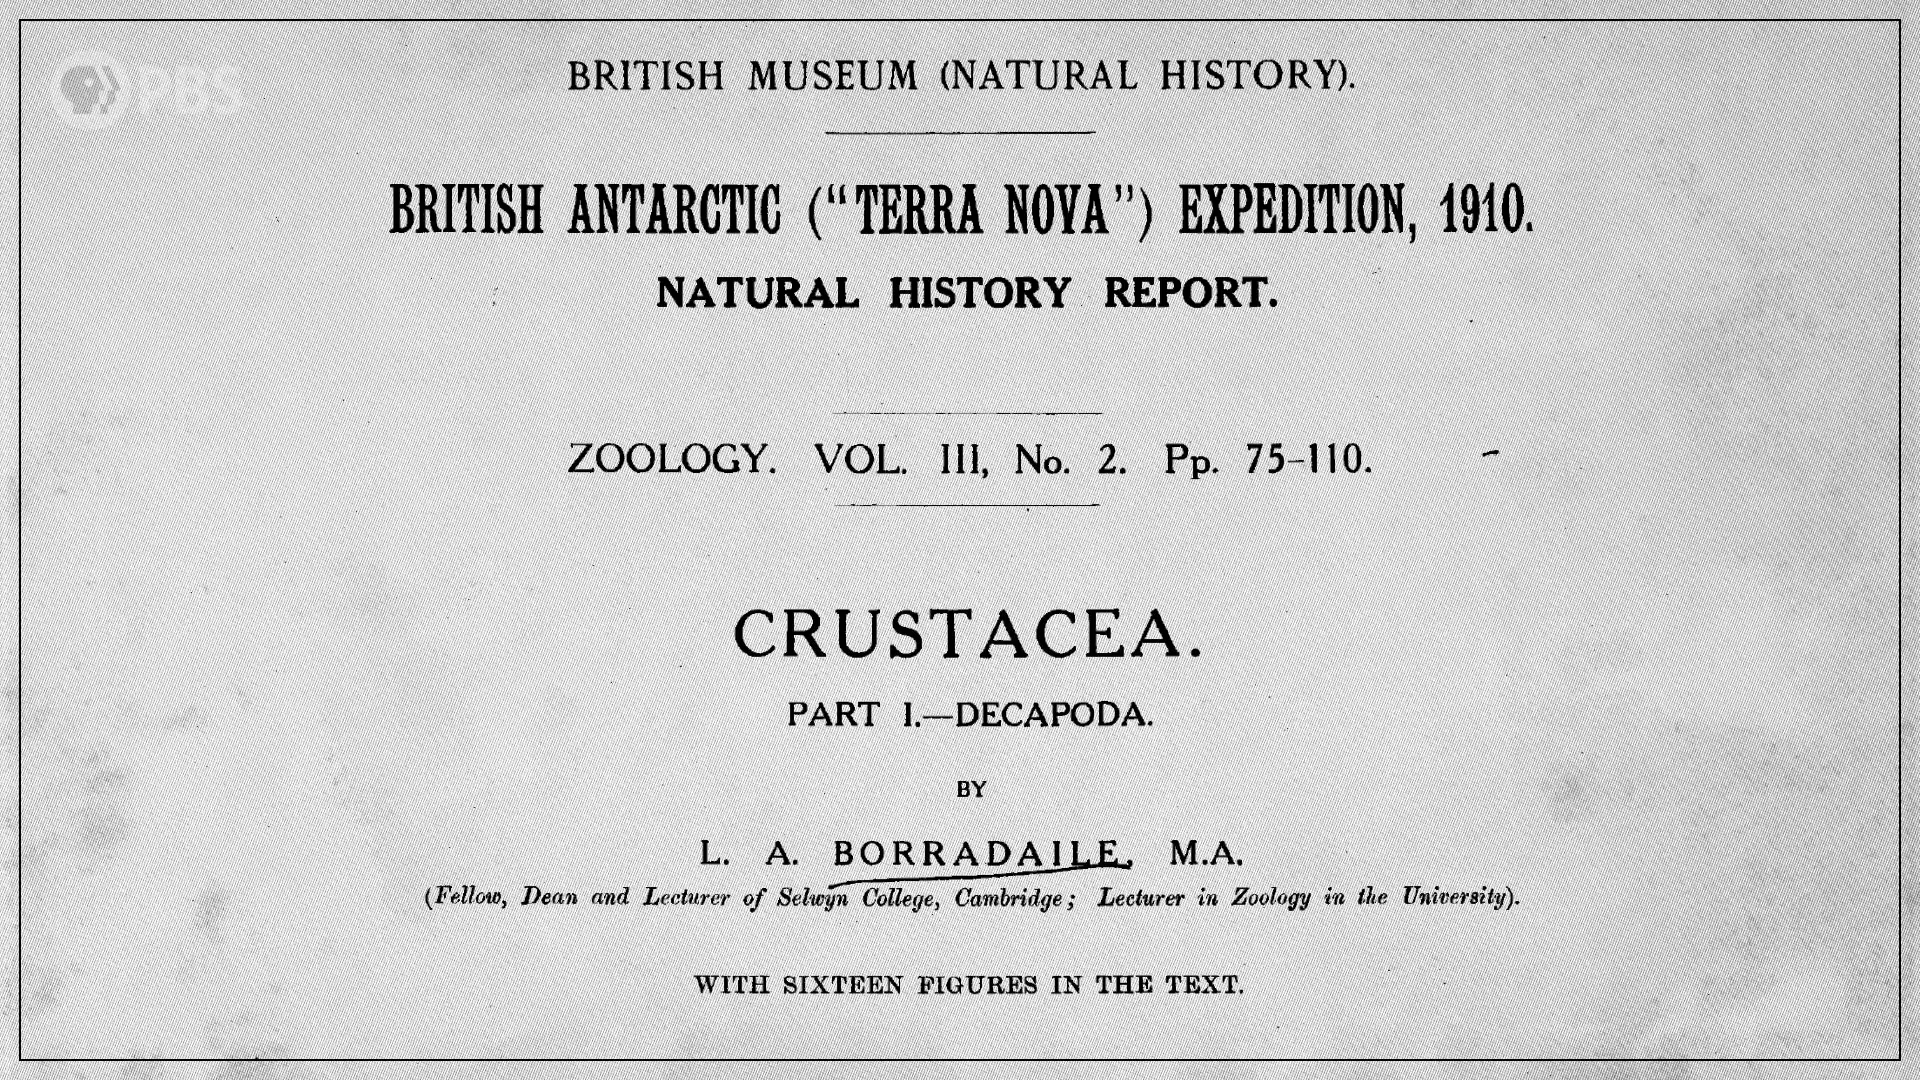 PBS
BRITISH MUSEUM (NATURAL HISTORY).
BRITISH ANTARCTIC ("TERRA NOVA") EXPEDITION, 1910.
NATURAL HISTORY REPORT.
ZOOLOGY. VOL. III, No. 2. Pp. 75–110.
CRUSTACEA.
PART I.—DECAPODA.
BY
L. A. BORRADAILE, M.A.
(Fellow, Dean and Lecturer of Selwyn College, Cambridge; Lecturer in Zoology in the University).
WITH SIXTEEN FIGURES IN THE TEXT.